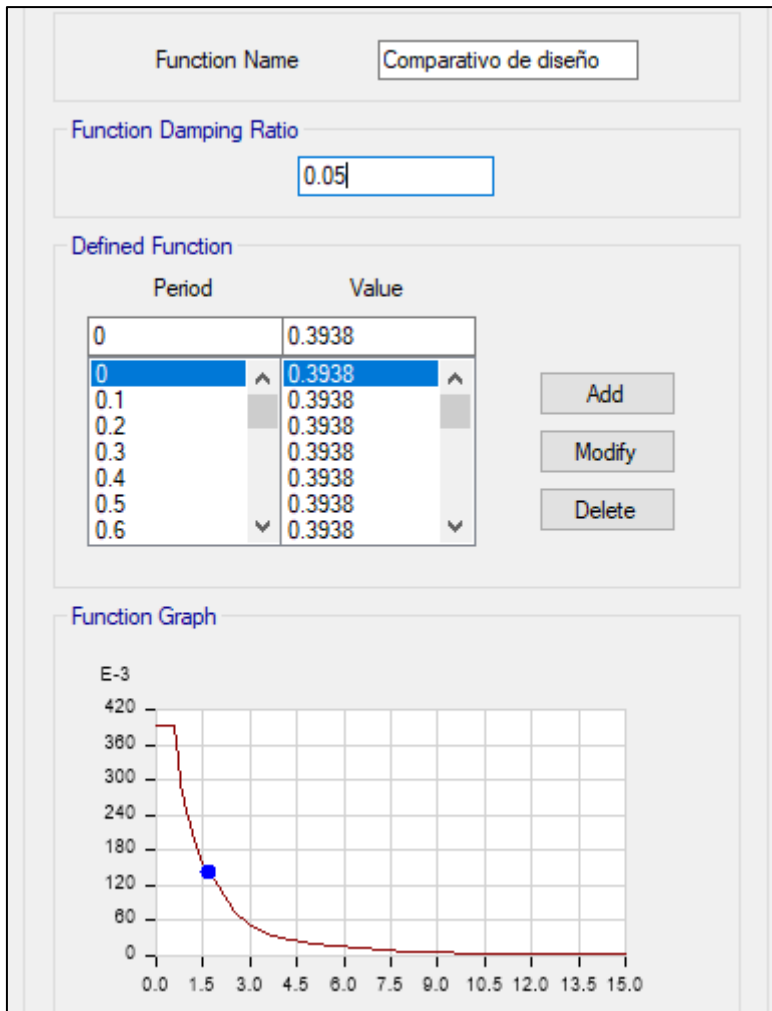 Function Name Comparativo de diseño
Function Damping Ratio
0.05
Defined Function
Period Value
0 0.3938
0 0.3938
0.1 0.3938
0.2 0.3938
0.3 0.3938
0.4 0.3938
0.5 0.3938
0.6 0.3938
Add
Modify
Delete
Function Graph
E-3
420
360
300
240
180
120
60
0
0.0 1.5 3.0 4.5 6.0 7.5 9.0 10.5 12.0 13.5 15.0